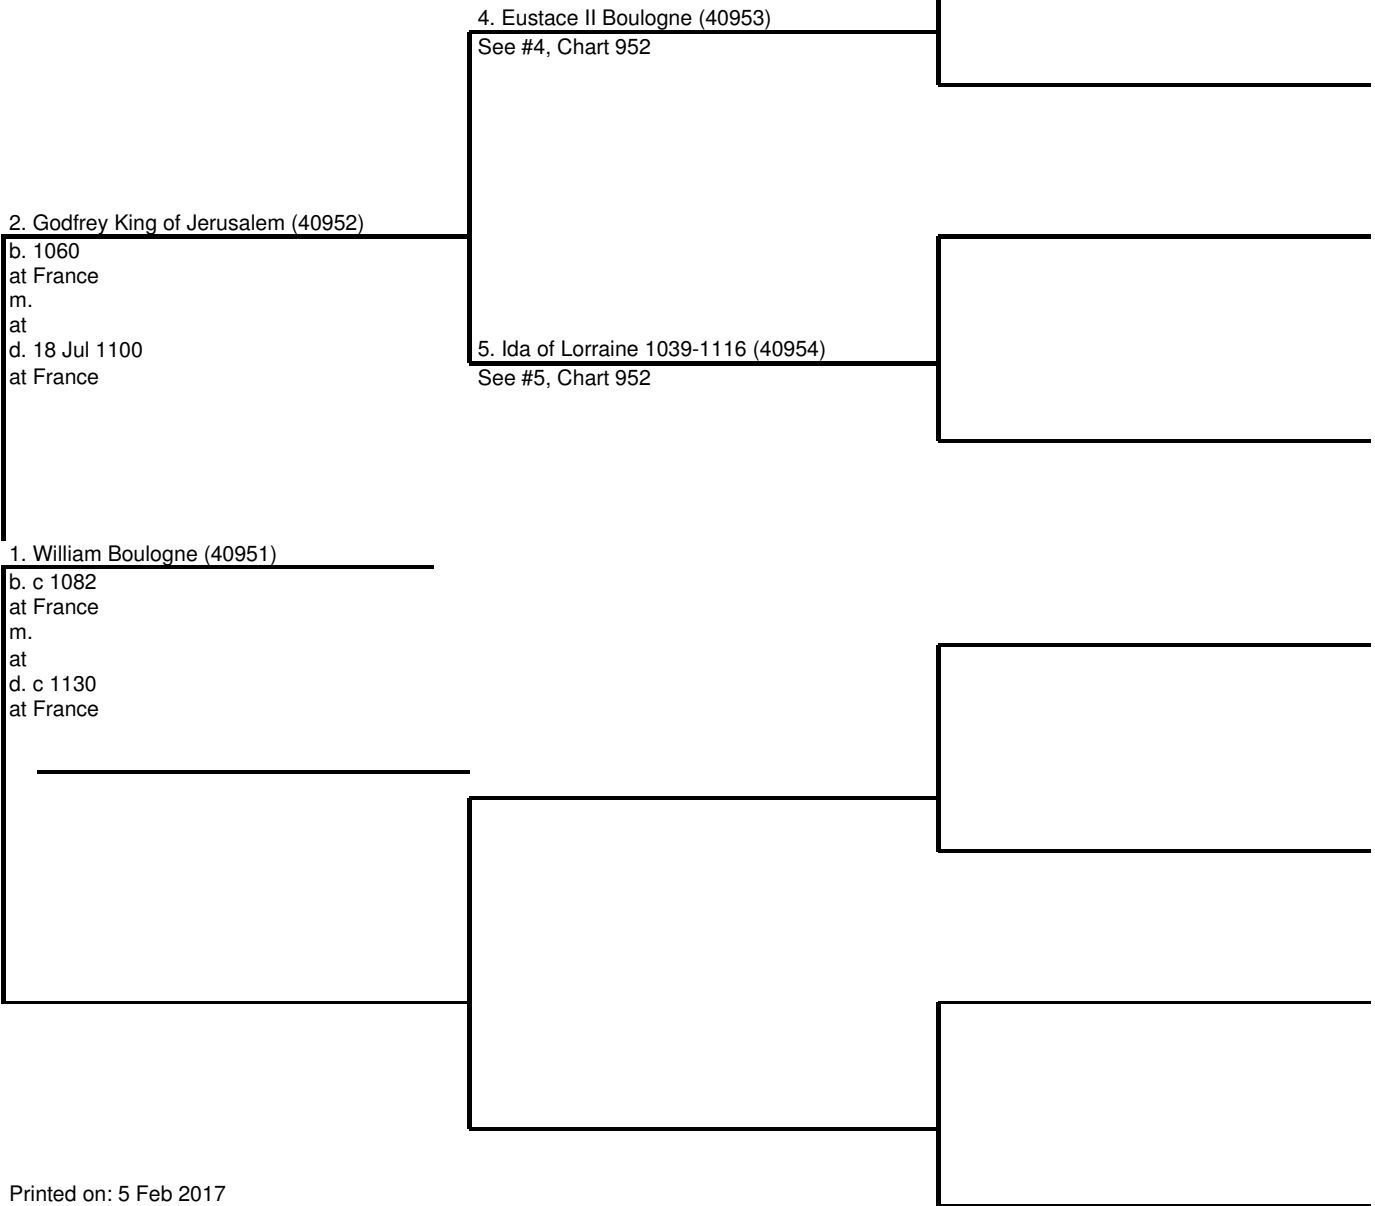 4. Eustace II Boulogne (40953)
See #4, Chart 952
2. Godfrey King of Jerusalem (40952)
b. 1060
at France
m.
at
d. 18 Jul 1100
at France
5. Ida of Lorraine 1039-1116 (40954)
See #5, Chart 952
1. William Boulogne (40951)
b. c 1082
at France
m.
at
d. c 1130
at France
Printed on: 5 Feb 2017